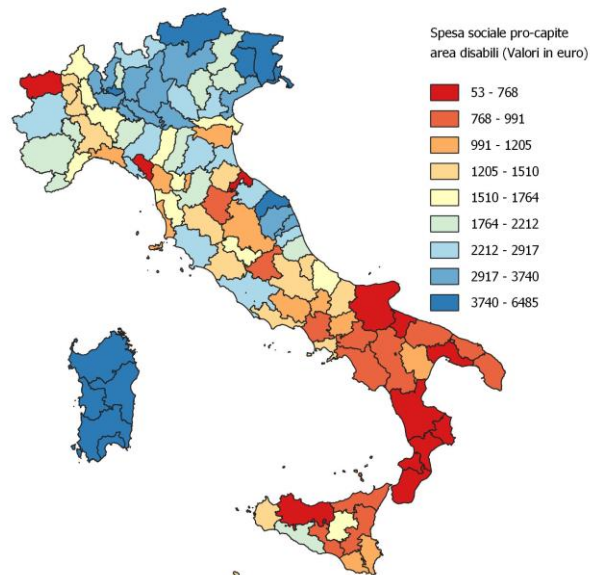 Spesa sociale pro-capite
area disabili (Valori in euro)
53 - 768
768 - 991
991 - 1205
1205 - 1510
1510 - 1764
1764 - 2212
2212 - 2917
2917 - 3740
3740 - 6485